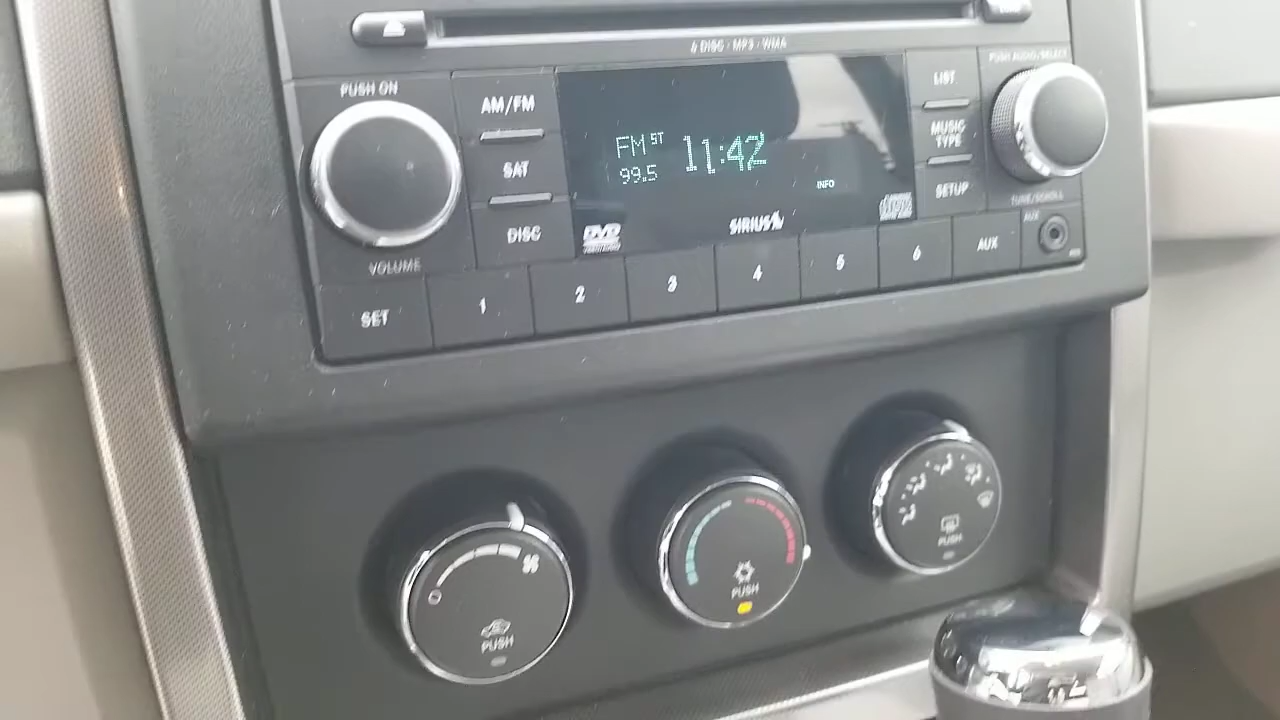 6 DISC · MP3 · WMA
PUSH ON
AM/FM
SAT
DISC
VOLUME
FM ST
99.5
11:42
INFO
DVD
SIRIUS
LIST
MUSIC
TYPE
SETUP
PUSH AUDIO/SELECT
TUNE/SCROLL
AUX
SET
1
2
3
4
5
6
AUX
PUSH
PUSH
PUSH